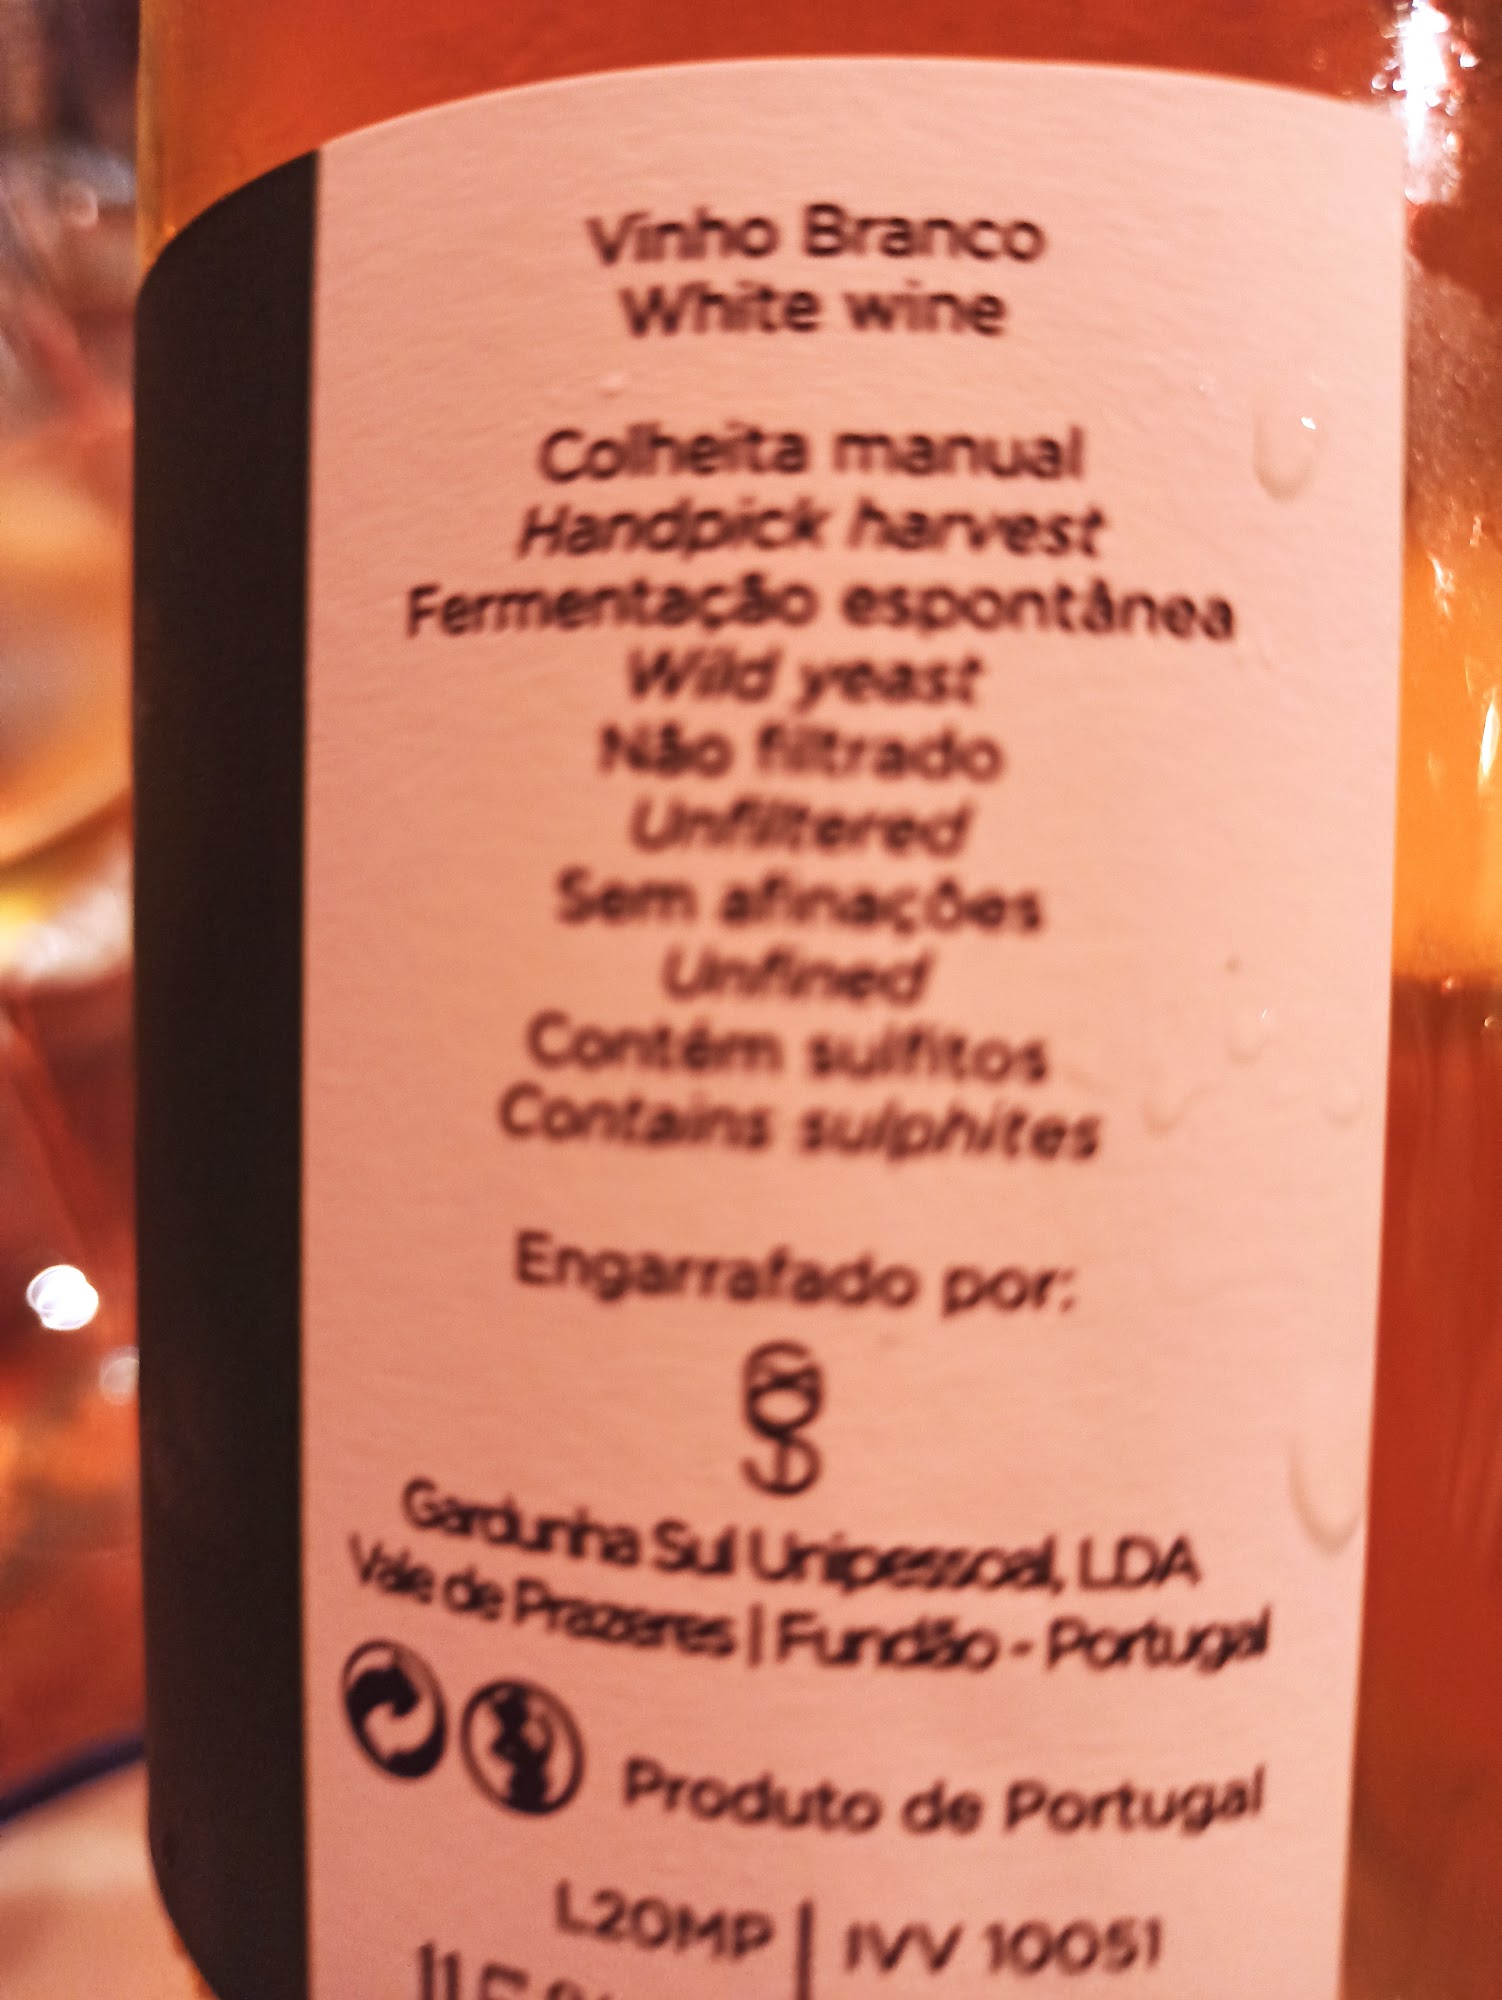 Vinho Branco
White wine
Colheita manual
Handpick harvest
Fermentação espontânea
Wild yeast
Não filtrado
Unfiltered
Sem afinações
Unfined
Contém sulfitos
Contains sulphites
Engarrafado por:
Gardunha Sul Unipessoal, LDA
Vale de Prazeres | Fundão - Portugal
Produto de Portugal
L20MP | IVV 10051